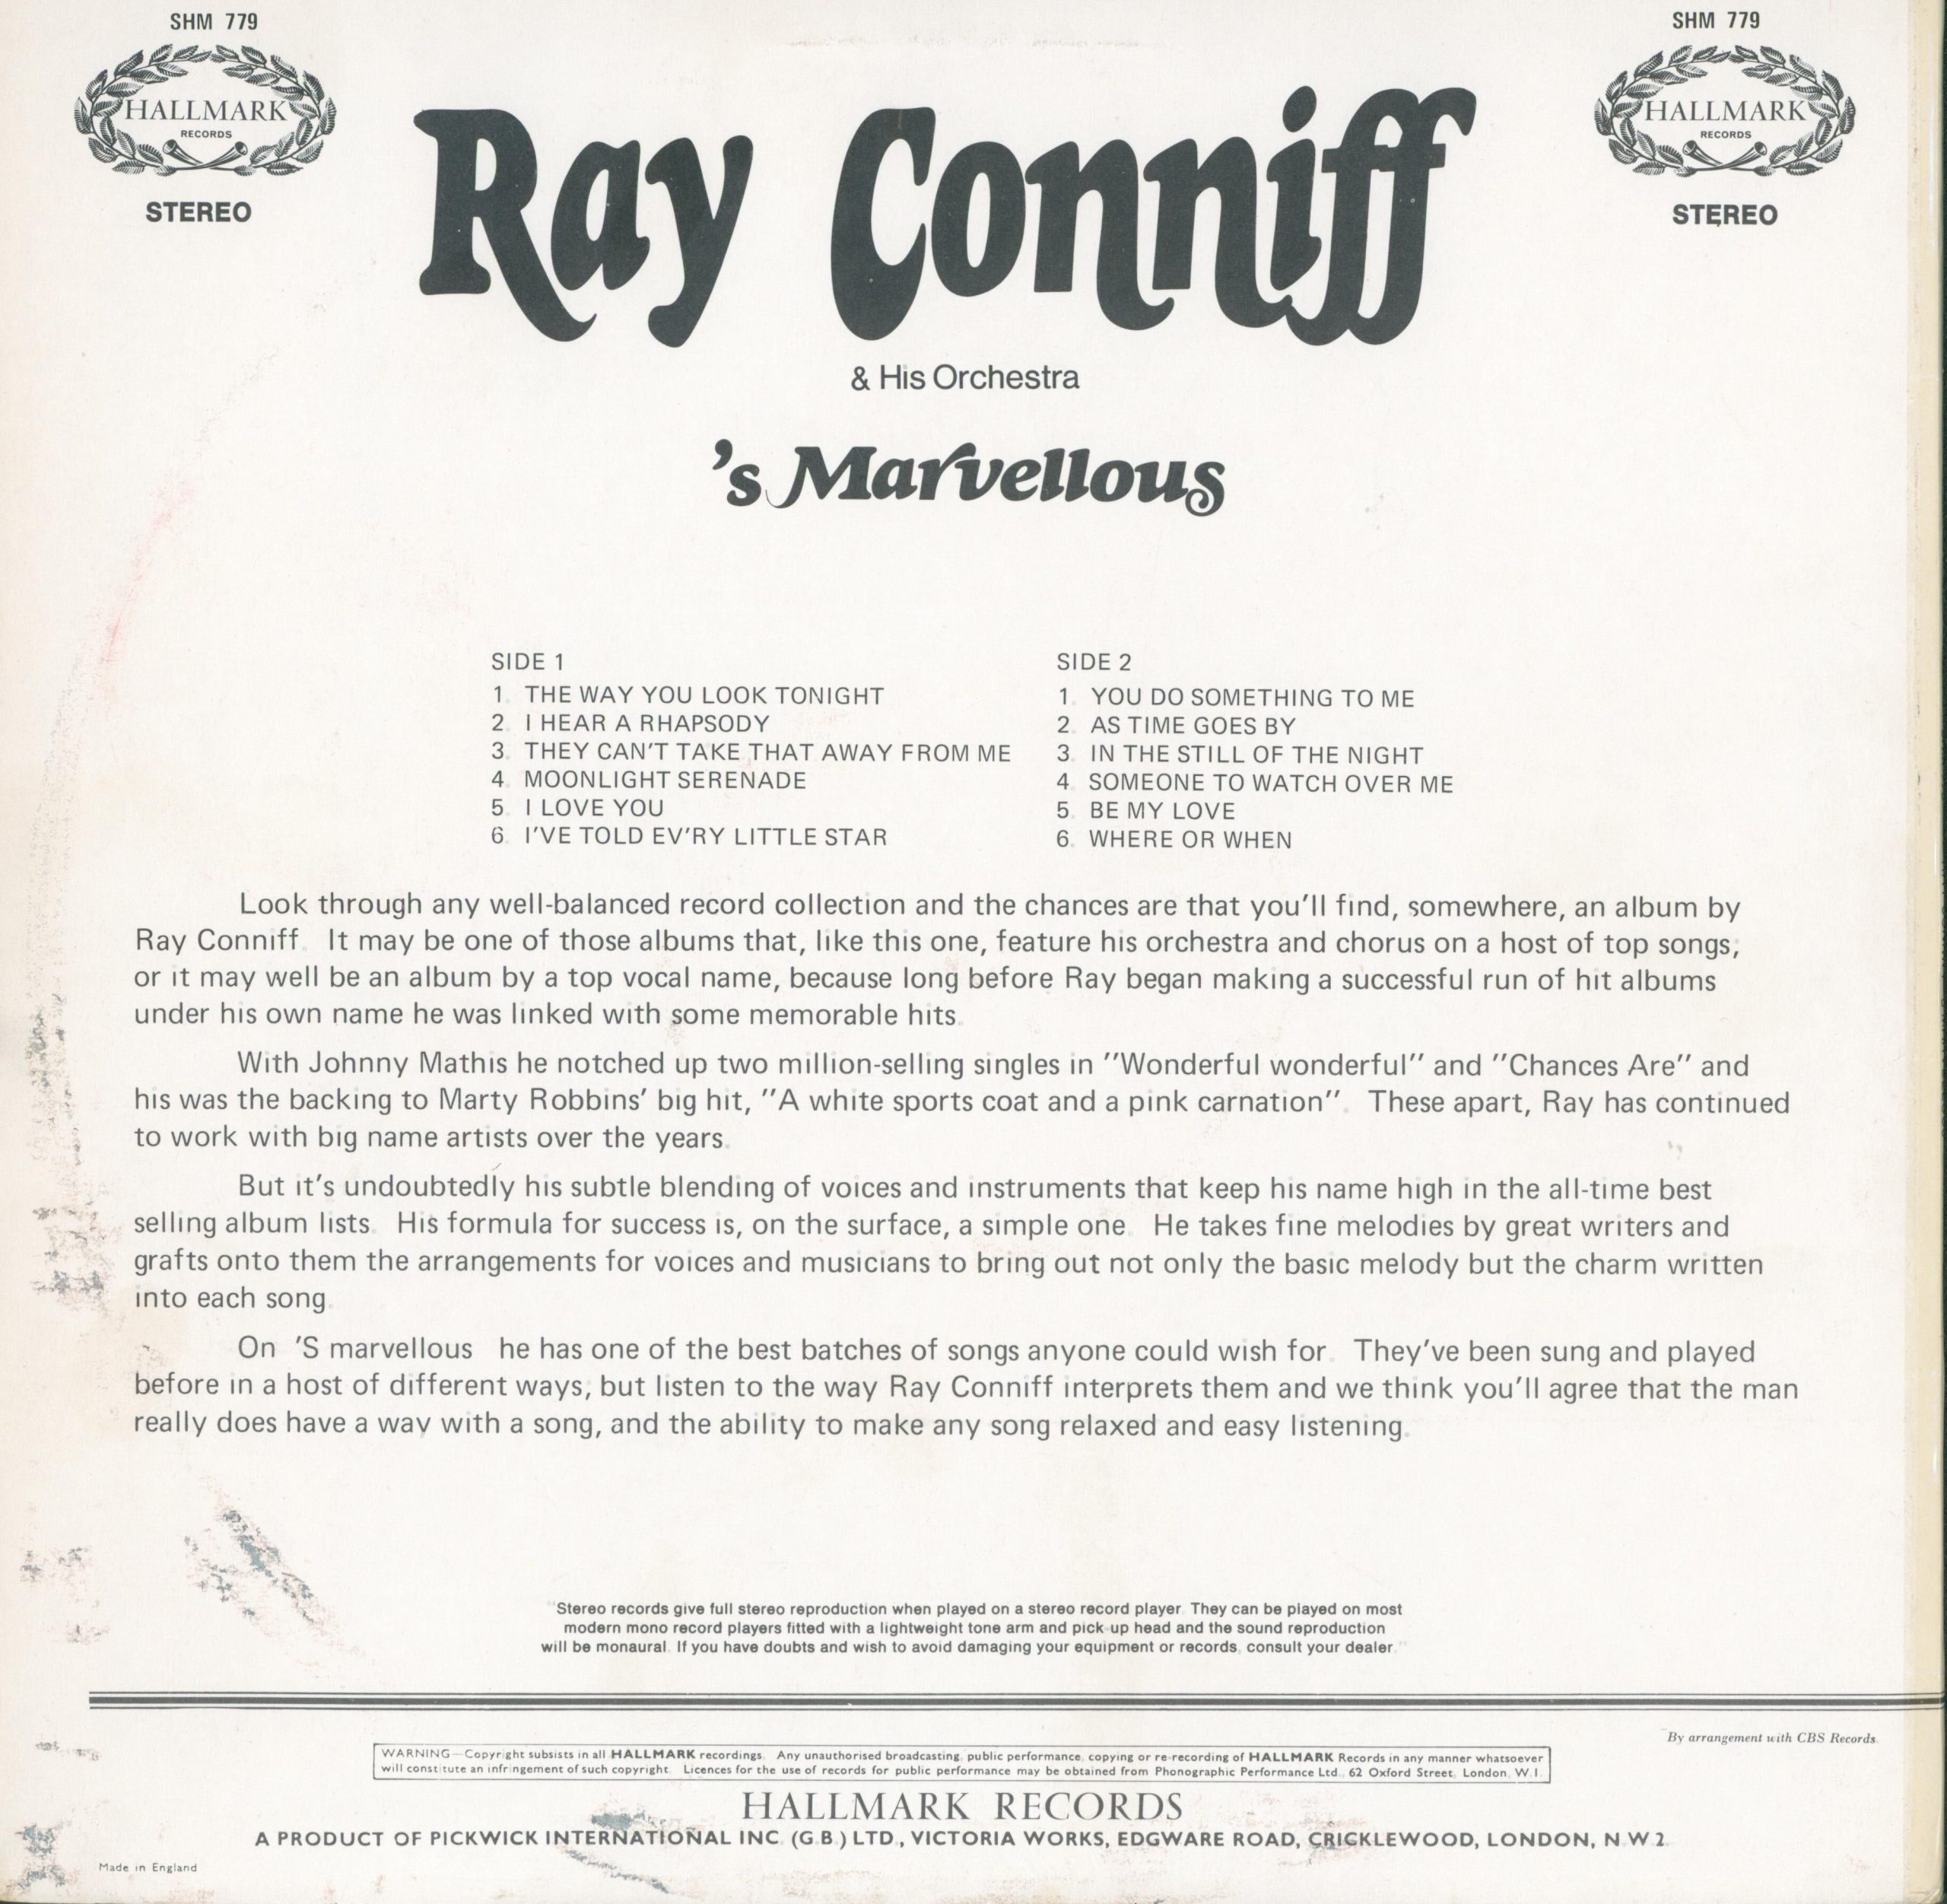 SHM 779
HALLMARK
RECORDS
STEREO
SHM 779
HALLMARK
RECORDS
STEREO
Ray Conniff
& His Orchestra
's Marvellous
SIDE 1
1. THE WAY YOU LOOK TONIGHT
2. I HEAR A RHAPSODY
3. THEY CAN'T TAKE THAT AWAY FROM ME
4. MOONLIGHT SERENADE
5. I LOVE YOU
6. I'VE TOLD EV'RY LITTLE STAR
SIDE 2
1. YOU DO SOMETHING TO ME
2. AS TIME GOES BY
3. IN THE STILL OF THE NIGHT
4. SOMEONE TO WATCH OVER ME
5. BE MY LOVE
6. WHERE OR WHEN
Look through any well-balanced record collection and the chances are that you'll find, somewhere, an album by
Ray Conniff. It may be one of those albums that, like this one, feature his orchestra and chorus on a host of top songs;
or it may well be an album by a top vocal name, because long before Ray began making a successful run of hit albums
under his own name he was linked with some memorable hits.
With Johnny Mathis he notched up two million-selling singles in "Wonderful wonderful" and "Chances Are" and
his was the backing to Marty Robbins' big hit, "A white sports coat and a pink carnation". These apart, Ray has continued
to work with big name artists over the years.
But it's undoubtedly his subtle blending of voices and instruments that keep his name high in the all-time best
selling album lists. His formula for success is, on the surface, a simple one. He takes fine melodies by great writers and
grafts onto them the arrangements for voices and musicians to bring out not only the basic melody but the charm written
into each song.
On 'S marvellous he has one of the best batches of songs anyone could wish for. They've been sung and played
before in a host of different ways, but listen to the way Ray Conniff interprets them and we think you'll agree that the man
really does have a way with a song, and the ability to make any song relaxed and easy listening.
"Stereo records give full stereo reproduction when played on a stereo record player. They can be played on most
modern mono record players fitted with a lightweight tone arm and pick-up head and the sound reproduction
will be monaural. If you have doubts and wish to avoid damaging your equipment or records, consult your dealer."
By arrangement with CBS Records.
WARNING—Copyright subsists in all HALLMARK recordings. Any unauthorised broadcasting, public performance, copying or re-recording of HALLMARK Records in any manner whatsoever
will constitute an infringement of such copyright. Licences for the use of records for public performance may be obtained from Phonographic Performance Ltd., 62 Oxford Street, London, W.1.
HALLMARK RECORDS
A PRODUCT OF PICKWICK INTERNATIONAL INC. (G.B.) LTD., VICTORIA WORKS, EDGWARE ROAD, CRICKLEWOOD, LONDON, N.W.2.
Made in England